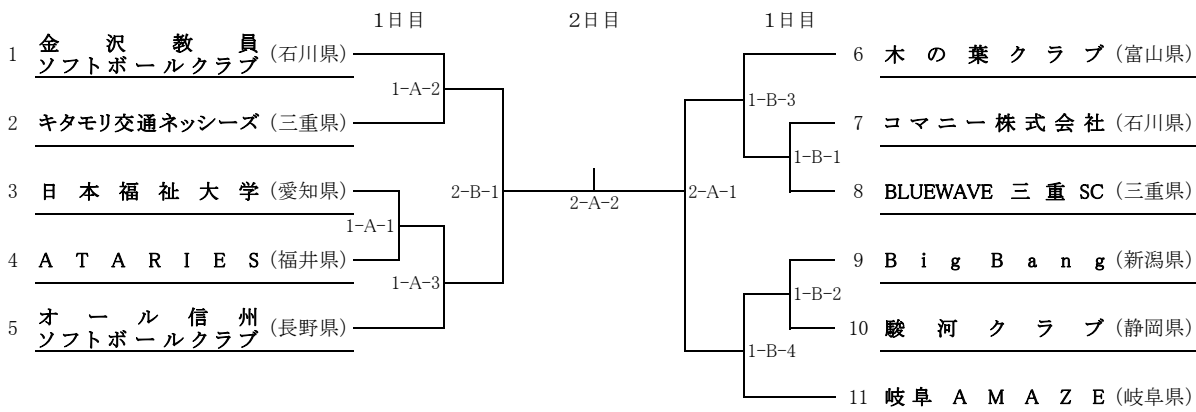 1日目 2日目 1日目
1 金沢教員ソフトボールクラブ (石川県)
1-A-2
2 キタモリ交通ネッシーズ (三重県)
3 日本福祉大学 (愛知県)
1-A-1
4 ATARIES (福井県)
1-A-3
5 オール信州ソフトボールクラブ (長野県)
2-B-1
2-A-2
2-A-1
6 木の葉クラブ (富山県)
1-B-3
7 コマニー株式会社 (石川県)
1-B-1
8 BLUEWAVE 三重 SC (三重県)
9 BigBang (新潟県)
1-B-2
10 駿河クラブ (静岡県)
1-B-4
11 岐阜AMAZE (岐阜県)